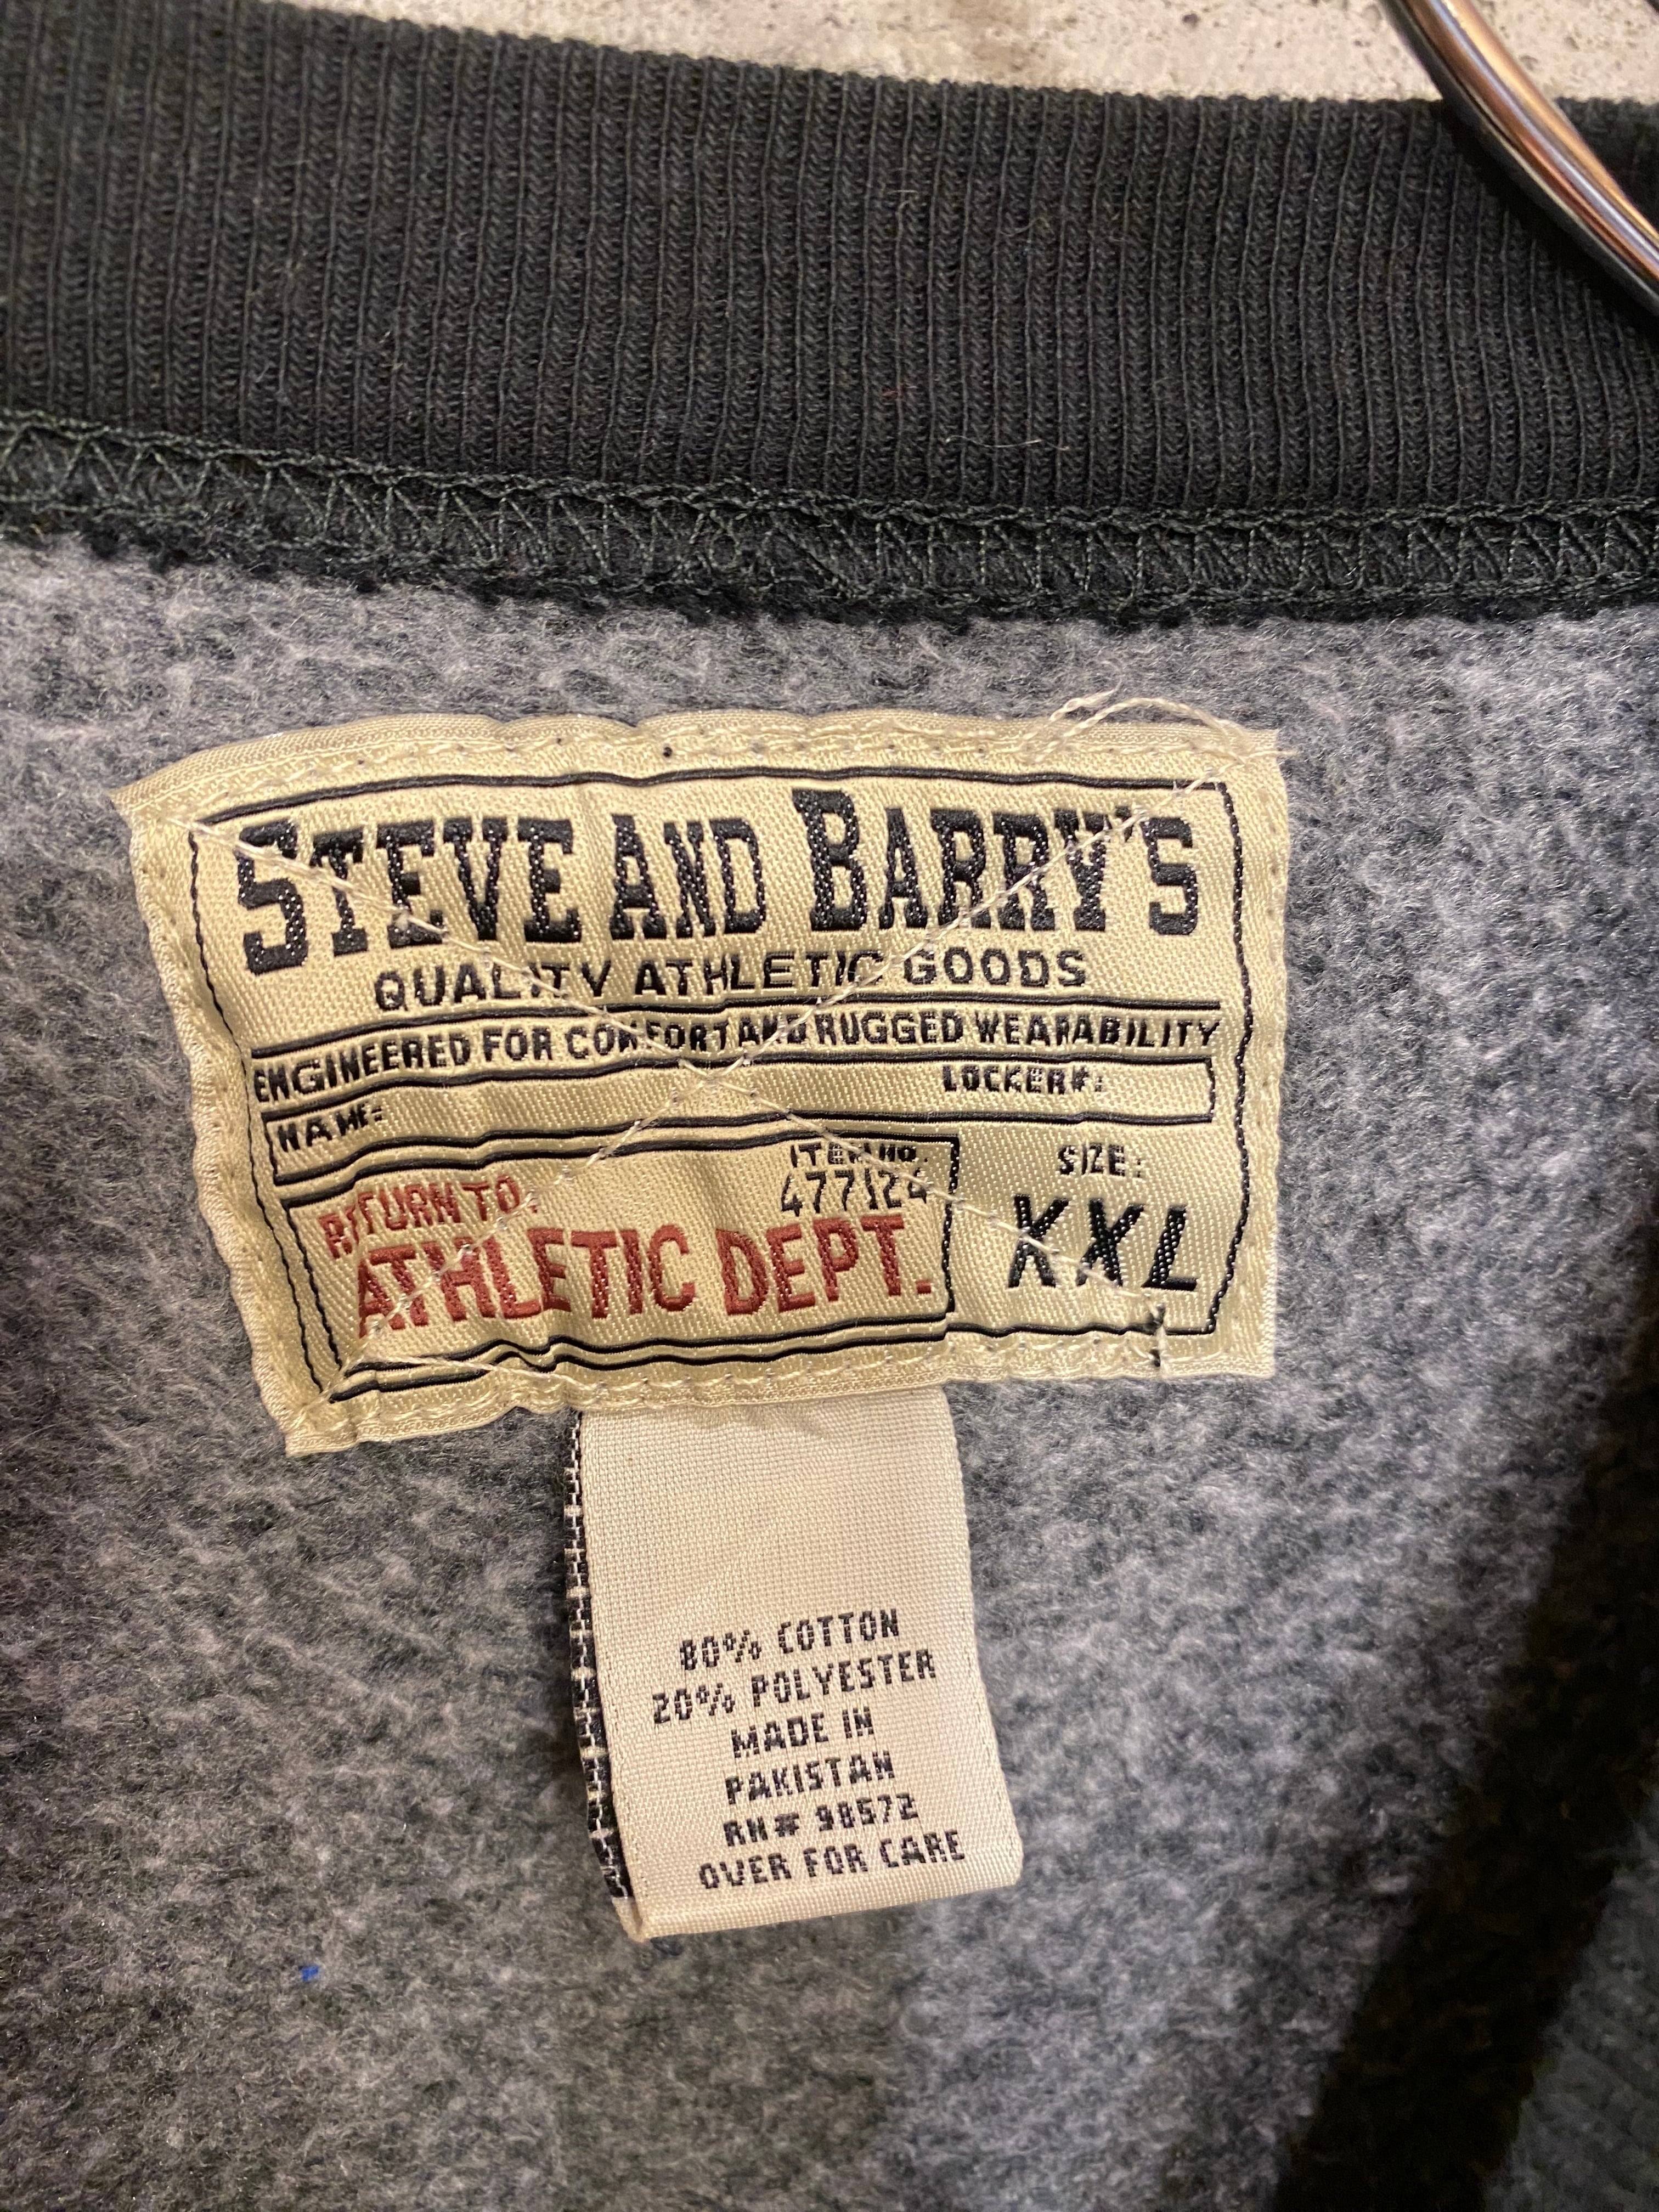 STEVE AND BARRY'S
QUALITY ATHLETIC GOODS
ENGINEERED FOR COMFORT AND RUGGED WEARABILITY
NAME: LOCKER#:
RETURN TO: ITEM NO. SIZE:
477124
ATHLETIC DEPT. XXL
80% COTTON
20% POLYESTER
MADE IN
PAKISTAN
RN# 98572
OVER FOR CARE